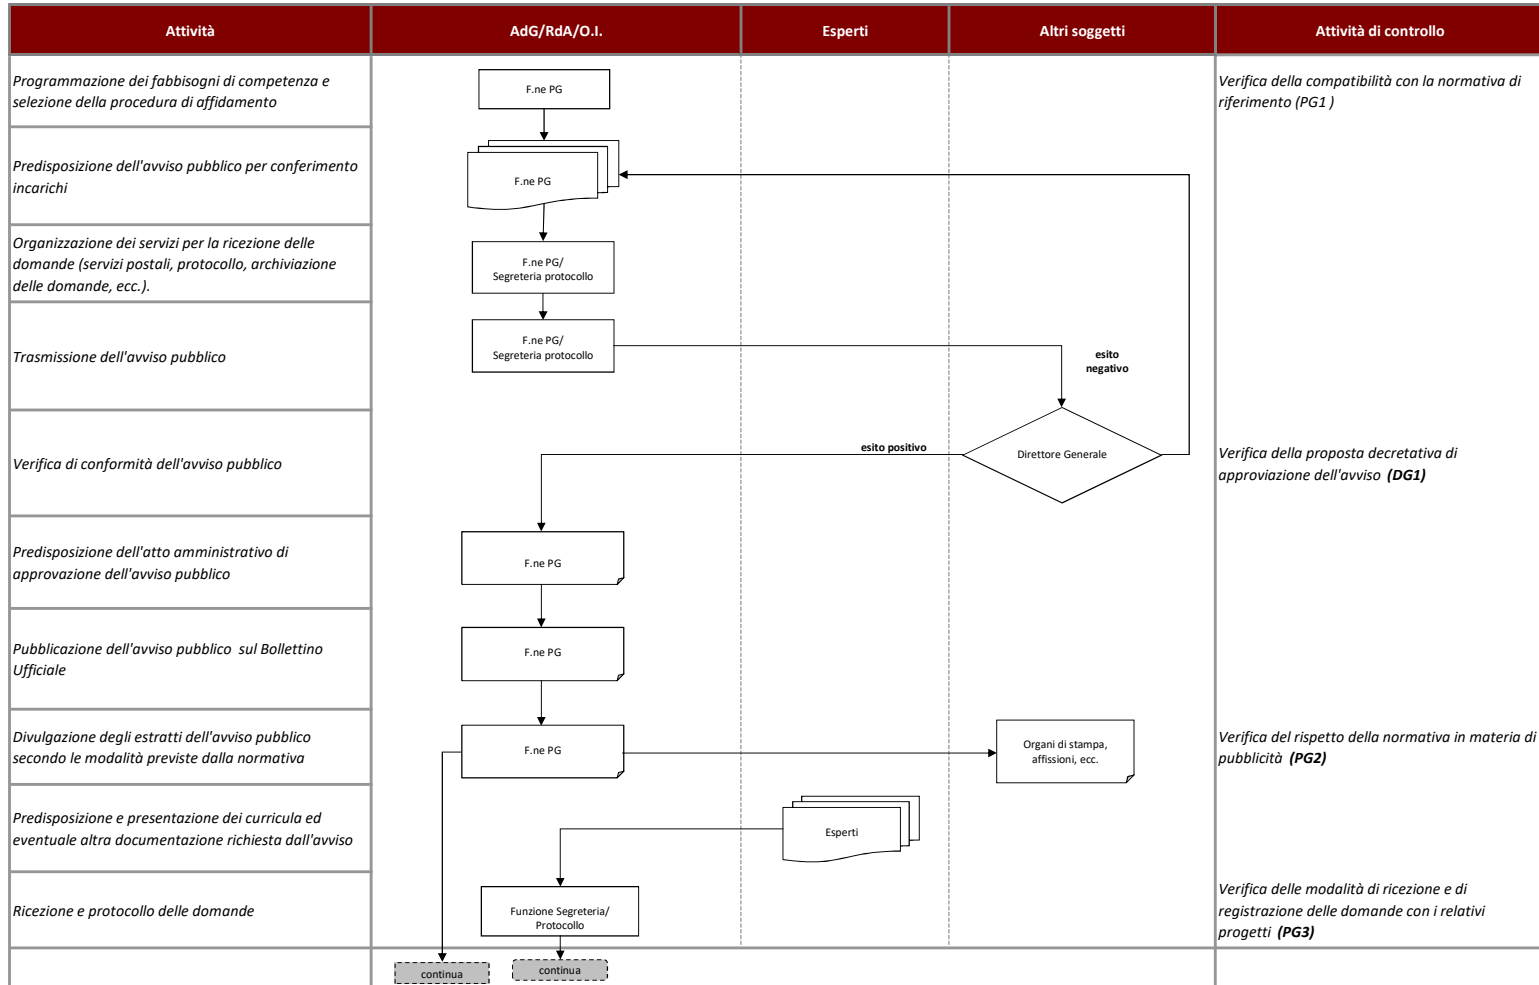 Attività
AdG/RdA/O.I.
Esperti
Altri soggetti
Attività di controllo
Programmazione dei fabbisogni di competenza e
selezione della procedura di affidamento
F.ne PG
Verifica della compatibilità con la normativa di
riferimento (PG1 )
Predisposizione dell'avviso pubblico per conferimento
incarichi
F.ne PG
Organizzazione dei servizi per la ricezione delle
domande (servizi postali, protocollo, archiviazione
delle domande, ecc.).
F.ne PG/
Segreteria protocollo
Trasmissione dell'avviso pubblico
F.ne PG/
Segreteria protocollo
esito
negativo
Verifica di conformità dell'avviso pubblico
esito positivo
Direttore Generale
Verifica della proposta decretativa di
approviazione dell'avviso (DG1)
Predisposizione dell'atto amministrativo di
approvazione dell'avviso pubblico
F.ne PG
Pubblicazione dell'avviso pubblico sul Bollettino
Ufficiale
F.ne PG
Divulgazione degli estratti dell'avviso pubblico
secondo le modalità previste dalla normativa
F.ne PG
Organi di stampa,
affissioni, ecc.
Verifica del rispetto della normativa in materia di
pubblicità (PG2)
Predisposizione e presentazione dei curricula ed
eventuale altra documentazione richiesta dall'avviso
Esperti
Ricezione e protocollo delle domande
Funzione Segreteria/
Protocollo
Verifica delle modalità di ricezione e di
registrazione delle domande con i relativi
progetti (PG3)
continua
continua